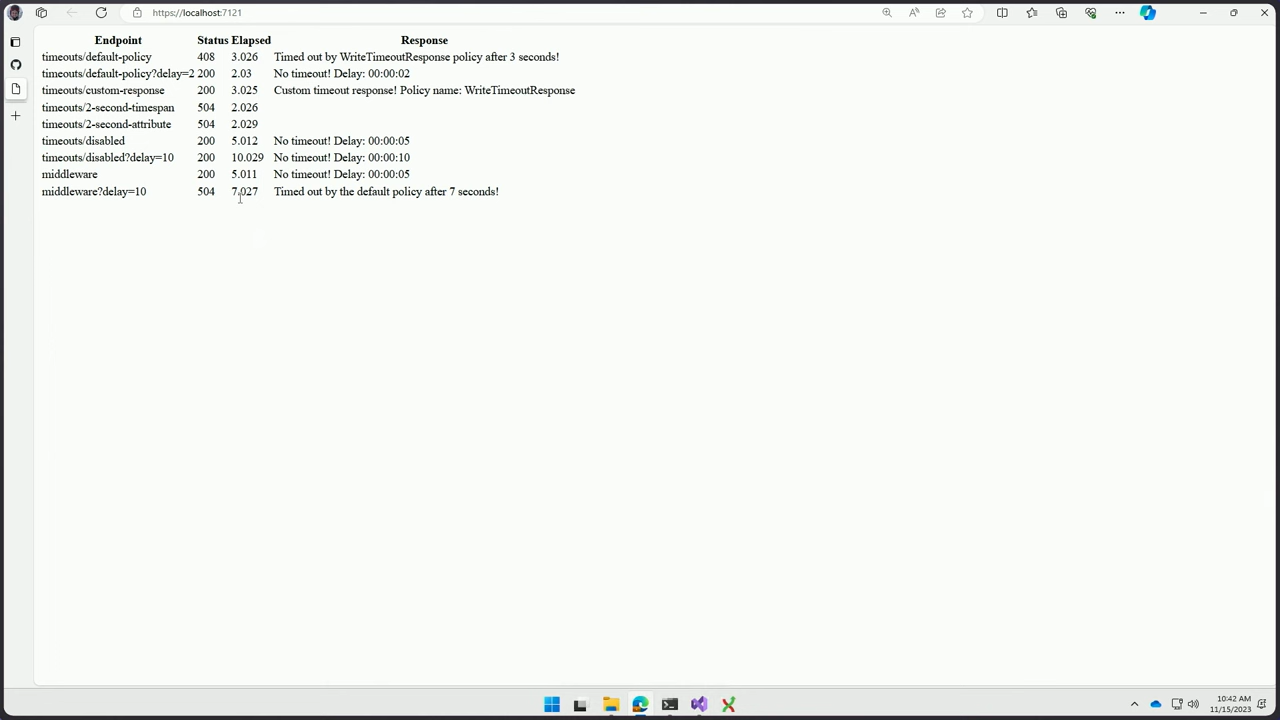 https://localhost:7121
Endpoint Status Elapsed Response
timeouts/default-policy 408 3.026 Timed out by WriteTimeoutResponse policy after 3 seconds!
timeouts/default-policy?delay=2 200 2.03 No timeout! Delay: 00:00:02
timeouts/custom-response 200 3.025 Custom timeout response! Policy name: WriteTimeoutResponse
timeouts/2-second-timespan 504 2.026
timeouts/2-second-attribute 504 2.029
timeouts/disabled 200 5.012 No timeout! Delay: 00:00:05
timeouts/disabled?delay=10 200 10.029 No timeout! Delay: 00:00:10
middleware 200 5.011 No timeout! Delay: 00:00:05
middleware?delay=10 504 7.027 Timed out by the default policy after 7 seconds!
10:42 AM
11/15/2023